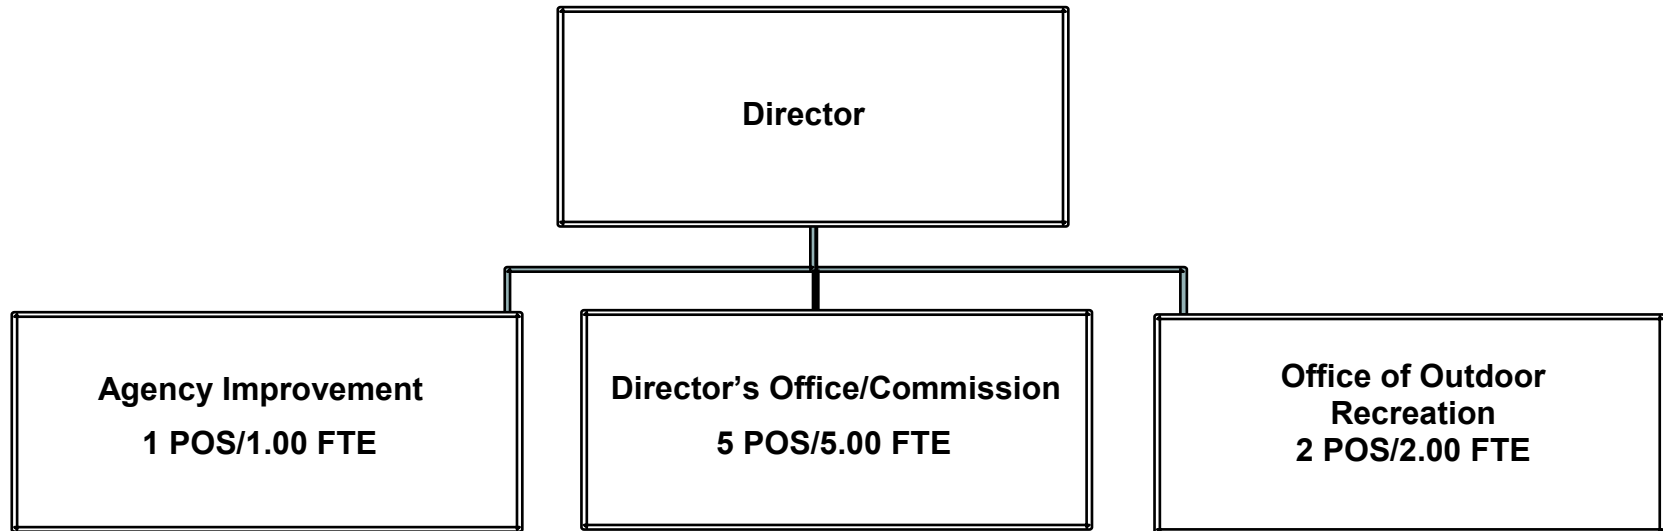 Director
Agency Improvement
1 POS/1.00 FTE
Director’s Office/Commission
5 POS/5.00 FTE
Office of Outdoor
Recreation
2 POS/2.00 FTE